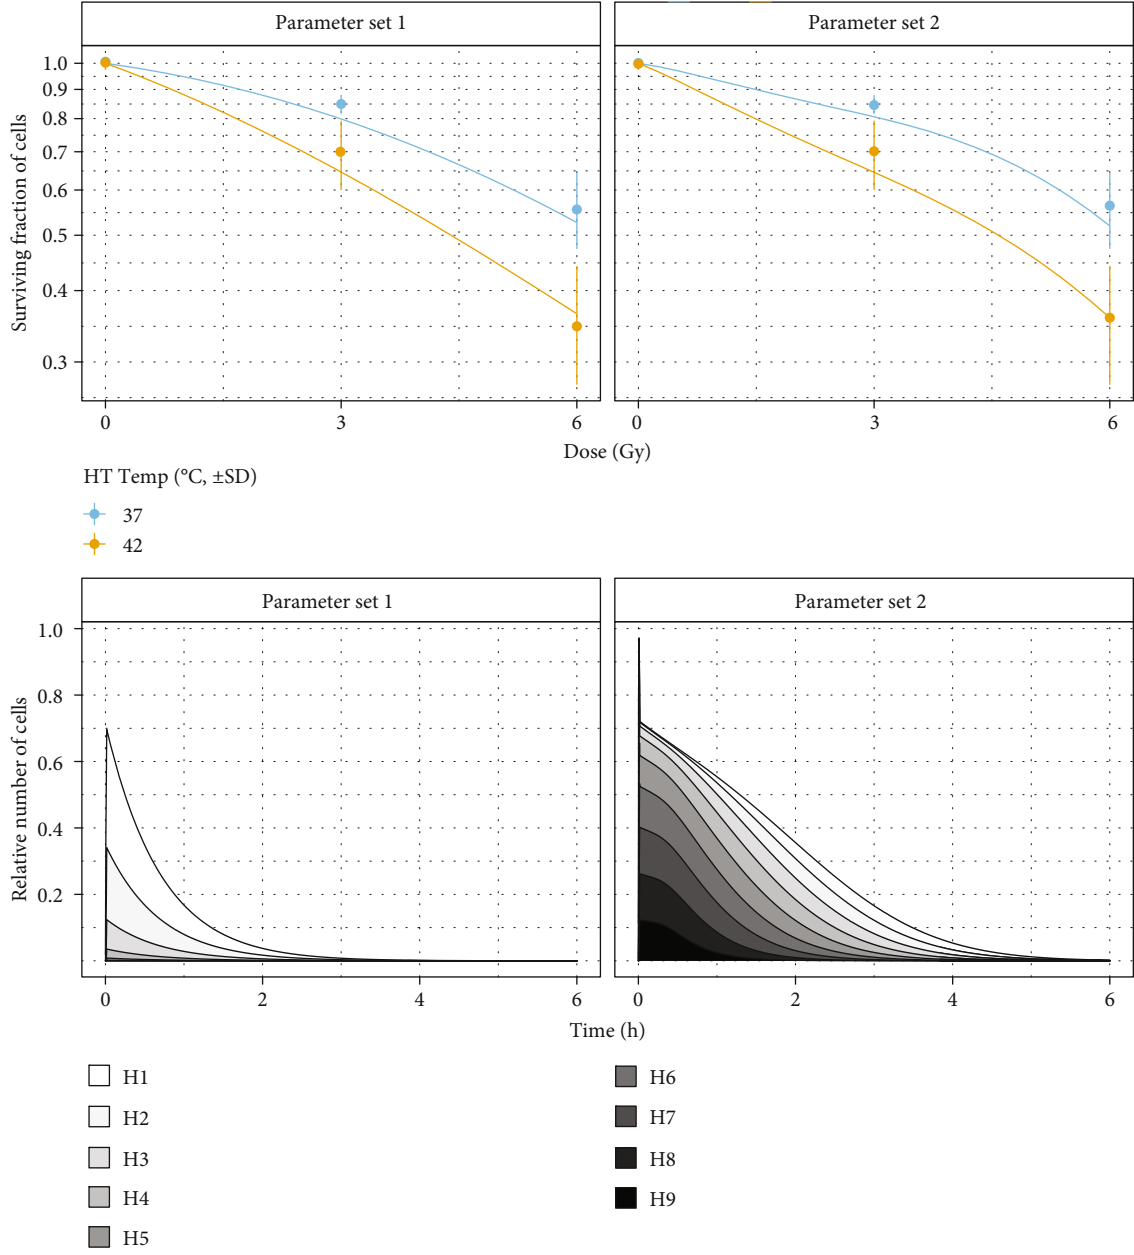 Parameter set 1
Parameter set 2
Surviving fraction of cells
1.0
0.9
0.8
0.7
0.6
0.5
0.4
0.3
0
3
6
0
3
6
Dose (Gy)
HT Temp (°C, ±SD)
37
42
Parameter set 1
Parameter set 2
Relative number of cells
1.0
0.8
0.6
0.4
0.2
0
2
4
6
0
2
4
6
Time (h)
H1
H2
H3
H4
H5
H6
H7
H8
H9